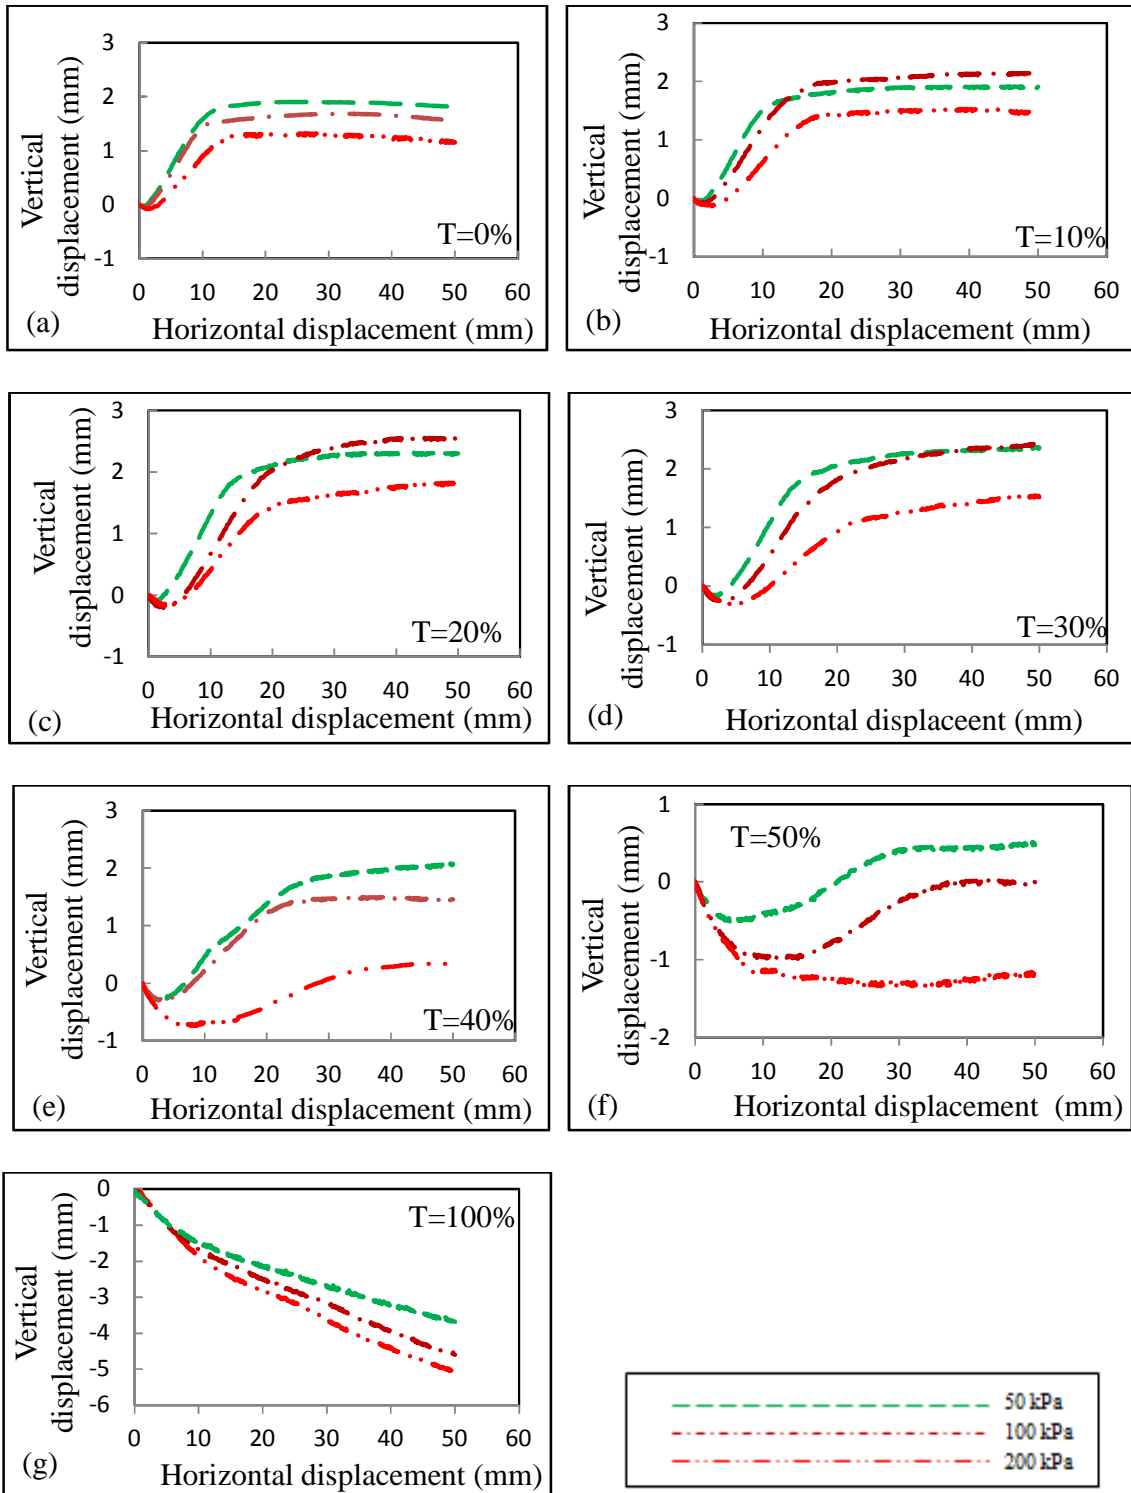 Vertical
displacement (mm)
3
2
1
0
-1
0 10 20 30 40 50 60
T=0%
(a)
Horizontal displacement (mm)
Vertical
displacement (mm)
3
2
1
0
-1
0 10 20 30 40 50 60
T=10%
(b)
Horizontal displacement (mm)
Vertical
displacement (mm)
3
2
1
0
-1
0 10 20 30 40 50 60
T=20%
(c)
Horizontal displacement (mm)
Vertical
displacement (mm)
3
2
1
0
-1
0 10 20 30 40 50 60
T=30%
(d)
Horizontal displaceent (mm)
Vertical
displacement (mm)
3
2
1
0
-1
0 10 20 30 40 50 60
T=40%
(e)
Horizontal displacement (mm)
Vertical
displacement (mm)
1
0
-1
-2
0 10 20 30 40 50 60
T=50%
(f)
Horizontal displacement (mm)
Vertical
displacement (mm)
0
-1
-2
-3
-4
-5
-6
0 10 20 30 40 50 60
T=100%
(g)
Horizontal displacement (mm)
50 kPa
100 kPa
200 kPa